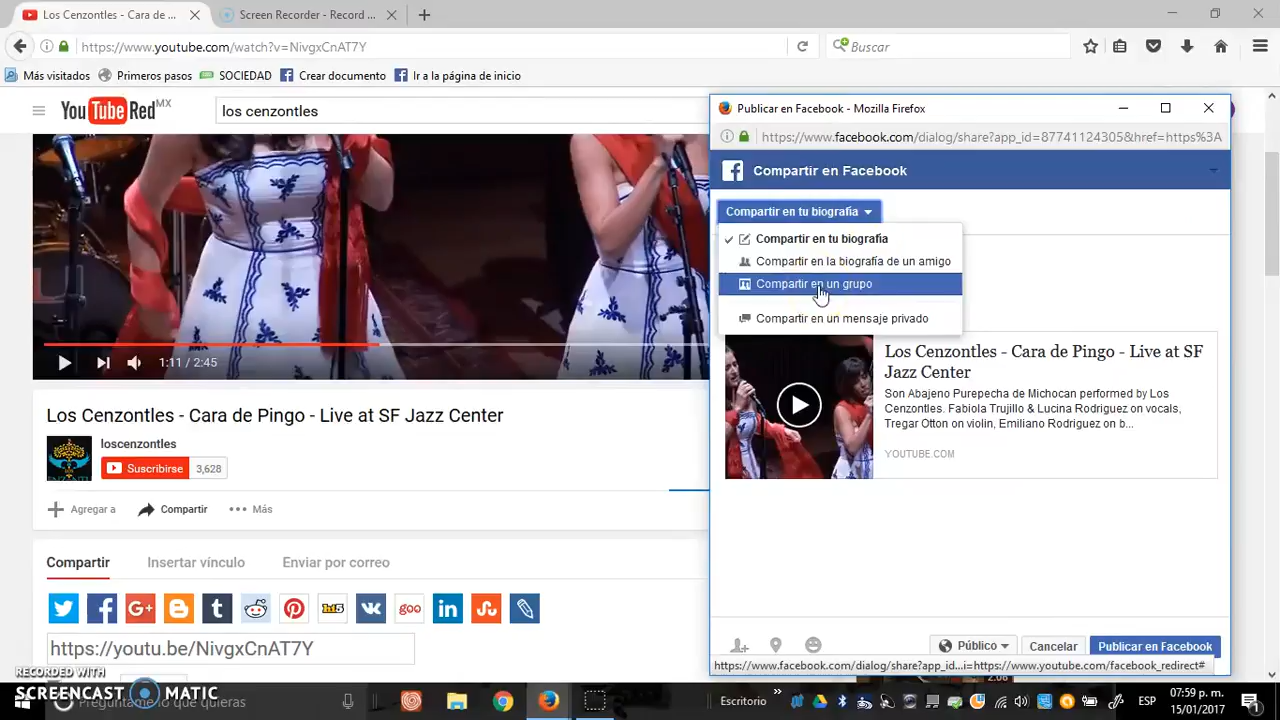 Los Cenzontles - Cara de ...
Screen Recorder - Record ...
https://www.youtube.com/watch?v=NivgxCnAT7Y
Buscar
Más visitados
Primeros pasos
SOCIEDAD
Crear documento
Ir a la página de inicio
YouTube Red MX
los cenzontles
Publicar en Facebook - Mozilla Firefox
https://www.facebook.com/dialog/share?app_id=87741124305&href=https%3A
Compartir en Facebook
Compartir en tu biografía
Compartir en tu biografía
Compartir en la biografía de un amigo
Compartir en un grupo
Compartir en un mensaje privado
Los Cenzontles - Cara de Pingo - Live at SF
Jazz Center
Son Abajeno Purepecha de Michocan performed by Los
Cenzontles. Fabiola Trujillo & Lucina Rodriguez on vocals,
Tregar Otton on violin, Emiliano Rodriguez on b...
YOUTUBE.COM
1:11 / 2:45
Los Cenzontles - Cara de Pingo - Live at SF Jazz Center
loscenzontles
Suscribirse
3,628
Agregar a
Compartir
Más
Compartir
Insertar vínculo
Enviar por correo
hi5
goo
https://youtu.be/NivgxCnAT7Y
Público
Cancelar
Publicar en Facebook
https://www.facebook.com/dialog/share?app_id...i=https://www.youtube.com/facebook_redirect#
2:08
RECORDED WITH
SCREENCAST MATIC
Pregúntame lo que quieras
Escritorio
ESP
07:59 p. m.
15/01/2017